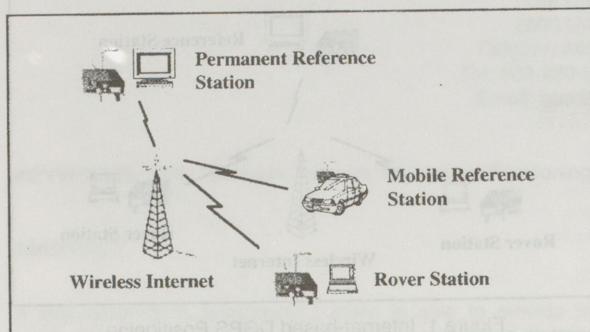 Permanent Reference
Station
Mobile Reference
Station
Wireless Internet
Rover Station